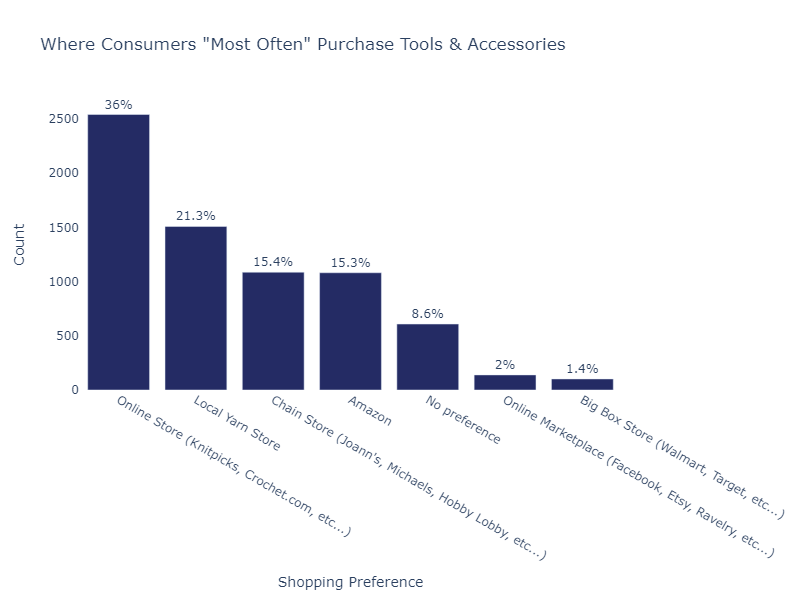 Where Consumers "Most Often" Purchase Tools & Accessories
36%
21.3%
15.4%
15.3%
8.6%
2%
1.4%
2500
2000
1500
1000
500
0
Count
Online Store (Knitpicks, Crochet.com, etc...)
Local Yarn Store
Chain Store (Joann's, Michaels, Hobby Lobby, etc...)
Amazon
No preference
Online Marketplace (Facebook, Etsy, Ravelry, etc...)
Big Box Store (Walmart, Target, etc...)
Shopping Preference